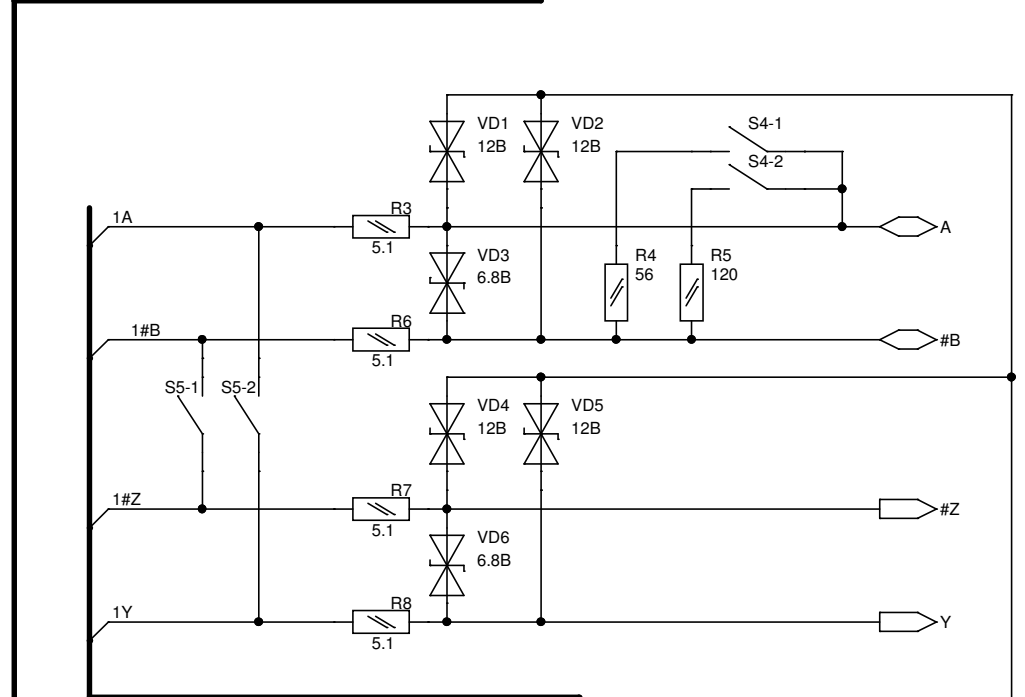 VD1
12B
VD2
12B
S4-1
S4-2
1A
R3
5.1
A
VD3
6.8B
R4
56
R5
120
1#B
R6
5.1
#B
S5-1
S5-2
VD4
12B
VD5
12B
1#Z
R7
5.1
#Z
VD6
6.8B
1Y
R8
5.1
Y